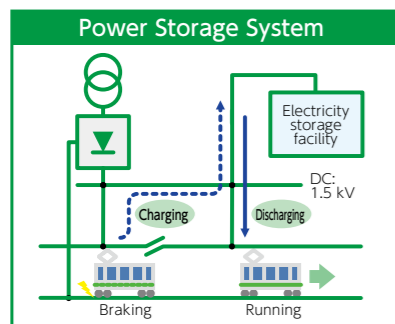 Power Storage System
Electricity
storage
facility
DC:
1.5 kV
Charging
Discharging
Braking
Running